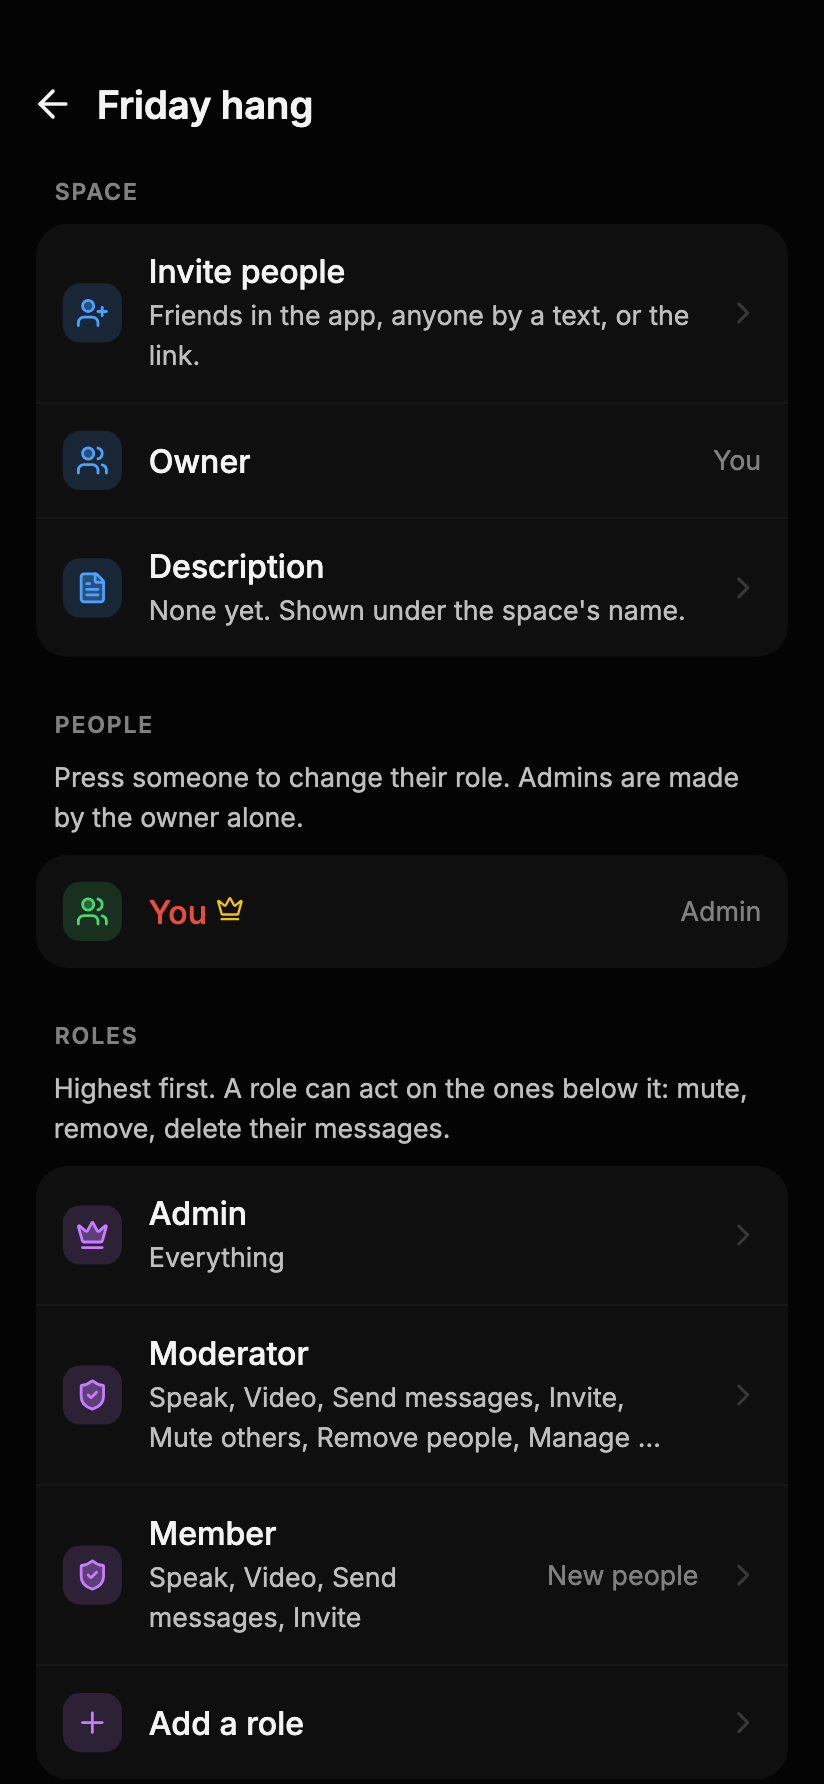 Friday hang
SPACE
Invite people
Friends in the app, anyone by a text, or the
link.
Owner
You
Description
None yet. Shown under the space's name.
PEOPLE
Press someone to change their role. Admins are made
by the owner alone.
You
Admin
ROLES
Highest first. A role can act on the ones below it: mute,
remove, delete their messages.
Admin
Everything
Moderator
Speak, Video, Send messages, Invite,
Mute others, Remove people, Manage ...
Member
Speak, Video, Send
messages, Invite
New people
Add a role